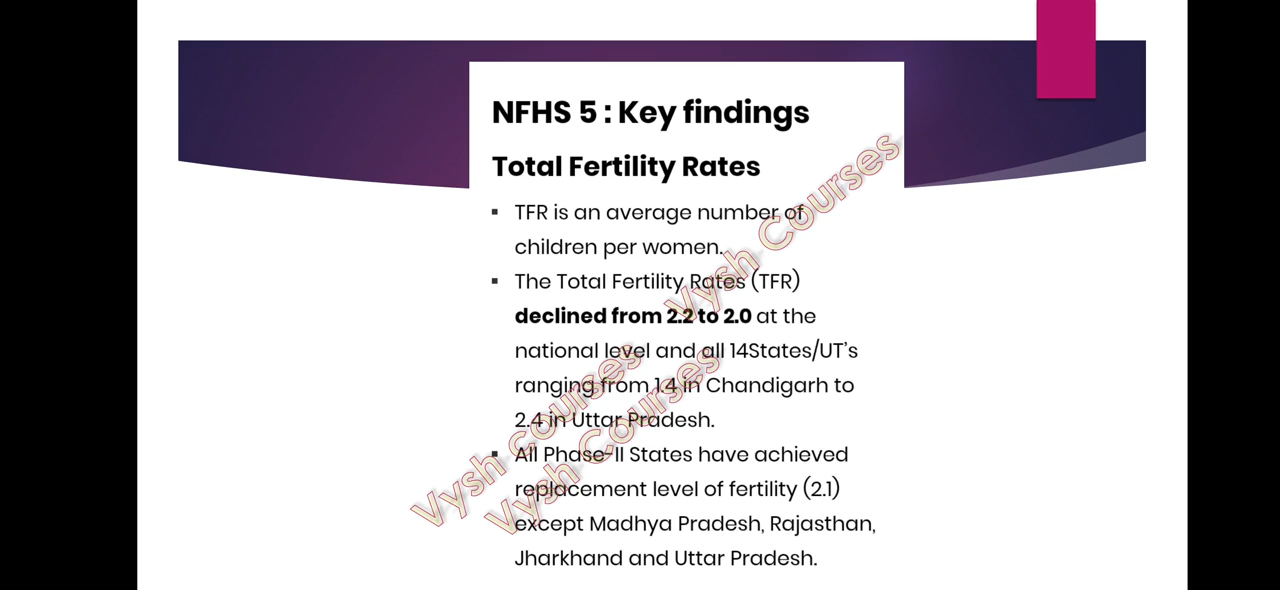 NFHS 5 : Key findings
Total Fertility Rates
▪ TFR is an average number of
children per women.
▪ The Total Fertility Rates (TFR)
declined from 2.2 to 2.0 at the
national level and all 14States/UT's
ranging from 1.4 in Chandigarh to
2.4 in Uttar Pradesh.
▪ All Phase-II States have achieved
replacement level of fertility (2.1)
except Madhya Pradesh, Rajasthan,
Jharkhand and Uttar Pradesh.
Vysh Courses
Vysh courses
Vysh Courses